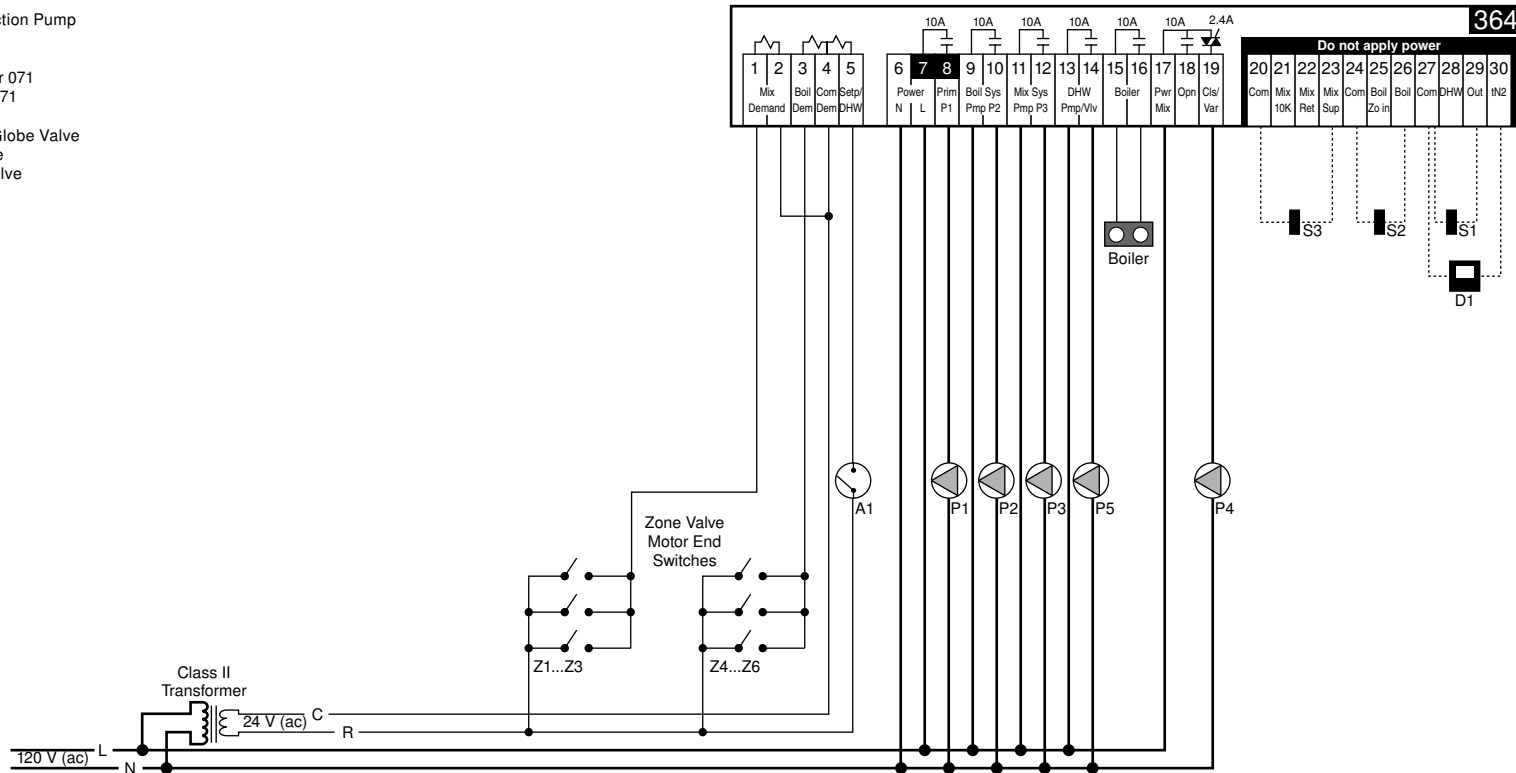 ction Pump
r 071
71
Globe Valve
e
alve
364
10A 10A 10A 10A 10A 10A 2.4A
Do not apply power
1 2 3 4 5 6 7 8 9 10 11 12 13 14 15 16 17 18 19 20 21 22 23 24 25 26 27 28 29 30
Mix Boil Com Setp/ Power Prim Boil Sys Mix Sys DHW Boiler Pwr Opn Cls/ Com Mix Mix Mix Com Boil Boil Com DHW Out tN2
Demand Dem Dem DHW N L P1 Pmp P2 Pmp P3 Pmp/Vlv Mix Var 10K Ret Sup Zo in
S3 S2 S1
Boiler
D1
A1 P1 P2 P3 P5 P4
Zone Valve
Motor End
Switches
Z1...Z3 Z4...Z6
Class II
Transformer
24 V (ac) C
R
120 V (ac) L
N